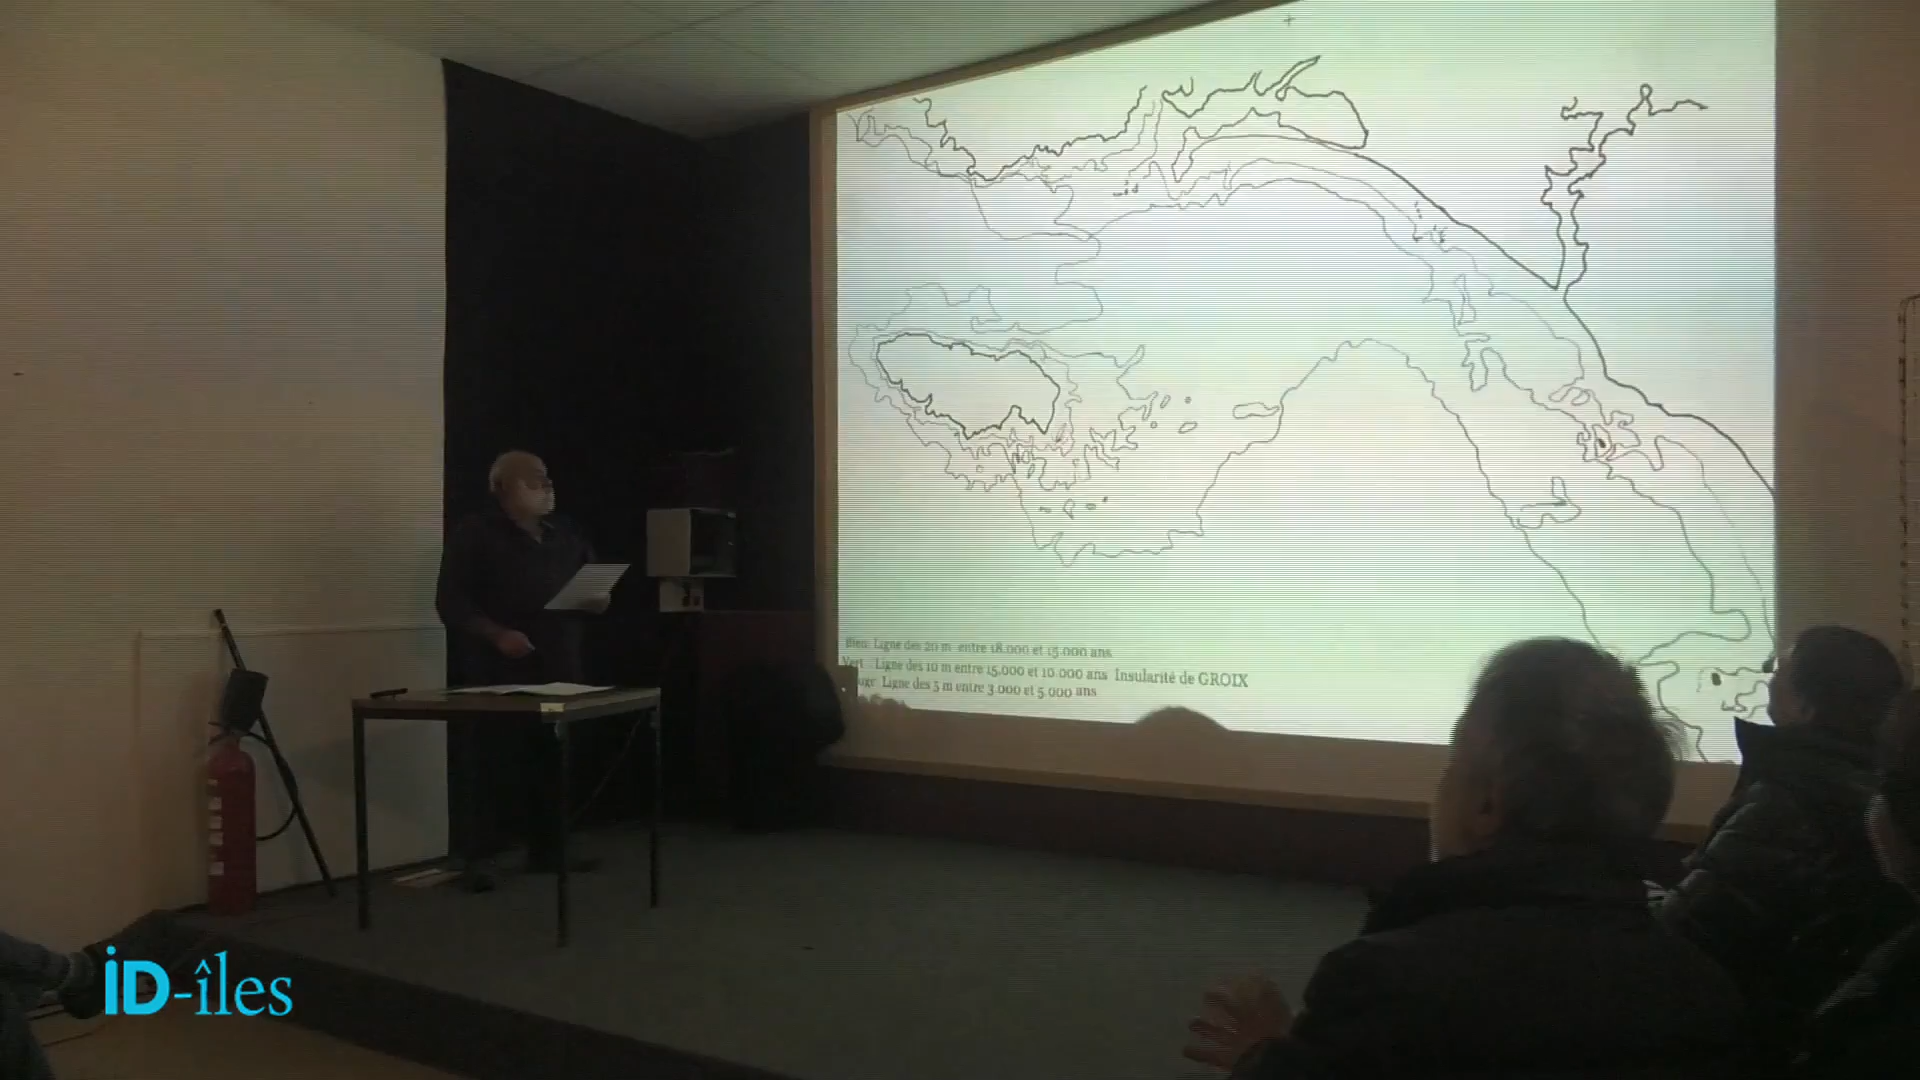 Bleu: Ligne des 20 m entre 18.000 et 15.000 ans
Vert : Ligne des 10 m entre 15.000 et 10.000 ans Insularité de GROIX
Ligne des 5 m entre 3.000 et 5.000 ans
iD-îles